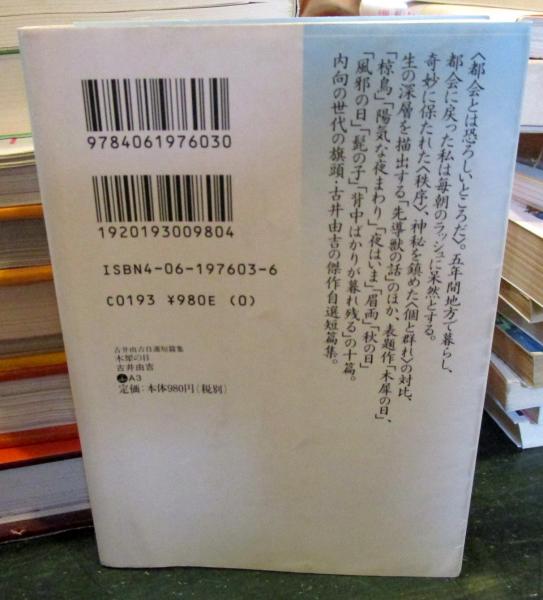 〈都会とは恐ろしいところだ〉。五年間地方で暮らし、
都会に戻った私は毎朝のラッシュに呆然とする。
奇妙に保たれた〈秩序〉、神秘を鎮めた〈個と群れ〉の対比、
生の深層を描出する「先導獣の話」のほか、表題作「木犀の日」、
「椋鳥」「陽気な夜まわり」「夜はいま」「眉雨」「秋の日」
「風邪の日」「髭の子」「背中ばかりが暮れ残る」の十篇。
内向の世代の旗頭・古井由吉の傑作自選短篇集。
9784061976030
1920193009804
ISBN4-06-197603-6
C0193 ¥980E (0)
古井由吉自選短篇集
木犀の日
古井由吉
A3
定価:本体980円(税別)